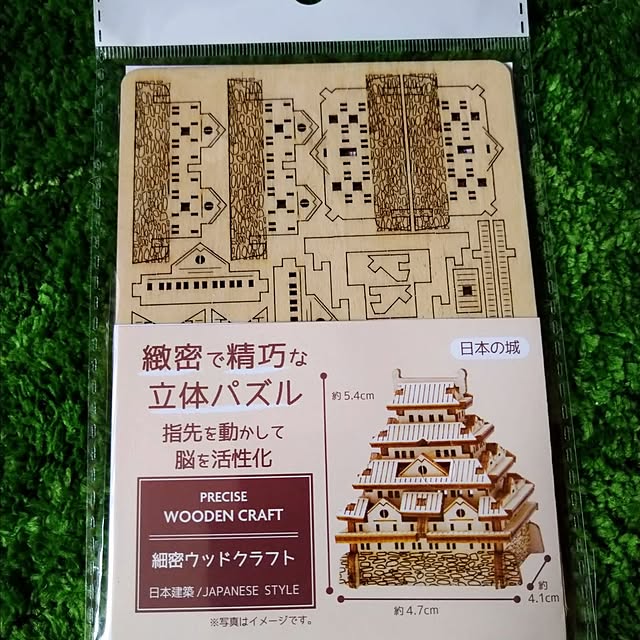 緻密で精巧な
立体パズル
指先を動かして
脳を活性化
PRECISE
WOODEN CRAFT
細密ウッドクラフト
日本建築/JAPANESE STYLE
※写真はイメージです。
日本の城
約5.4cm
約4.7cm
約
4.1cm